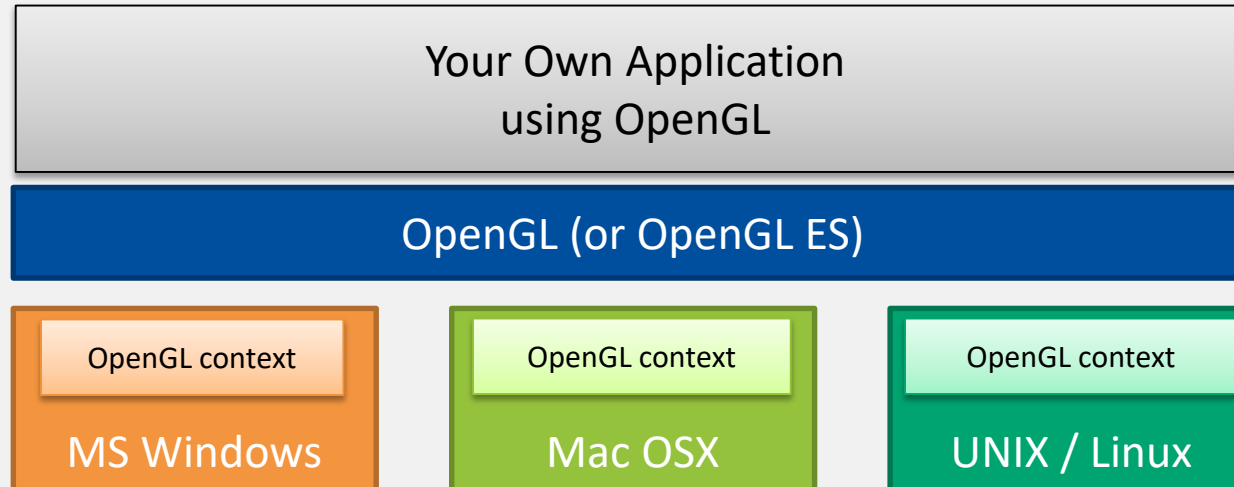 Your Own Application
using OpenGL
OpenGL (or OpenGL ES)
OpenGL context
OpenGL context
OpenGL context
MS Windows
Mac OSX
UNIX / Linux